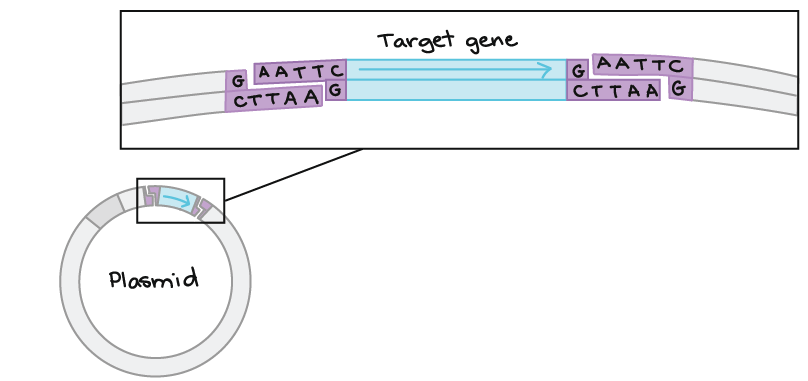 Target gene
G AATTC G AATTC
CTTAA G CTTAA G
Plasmid